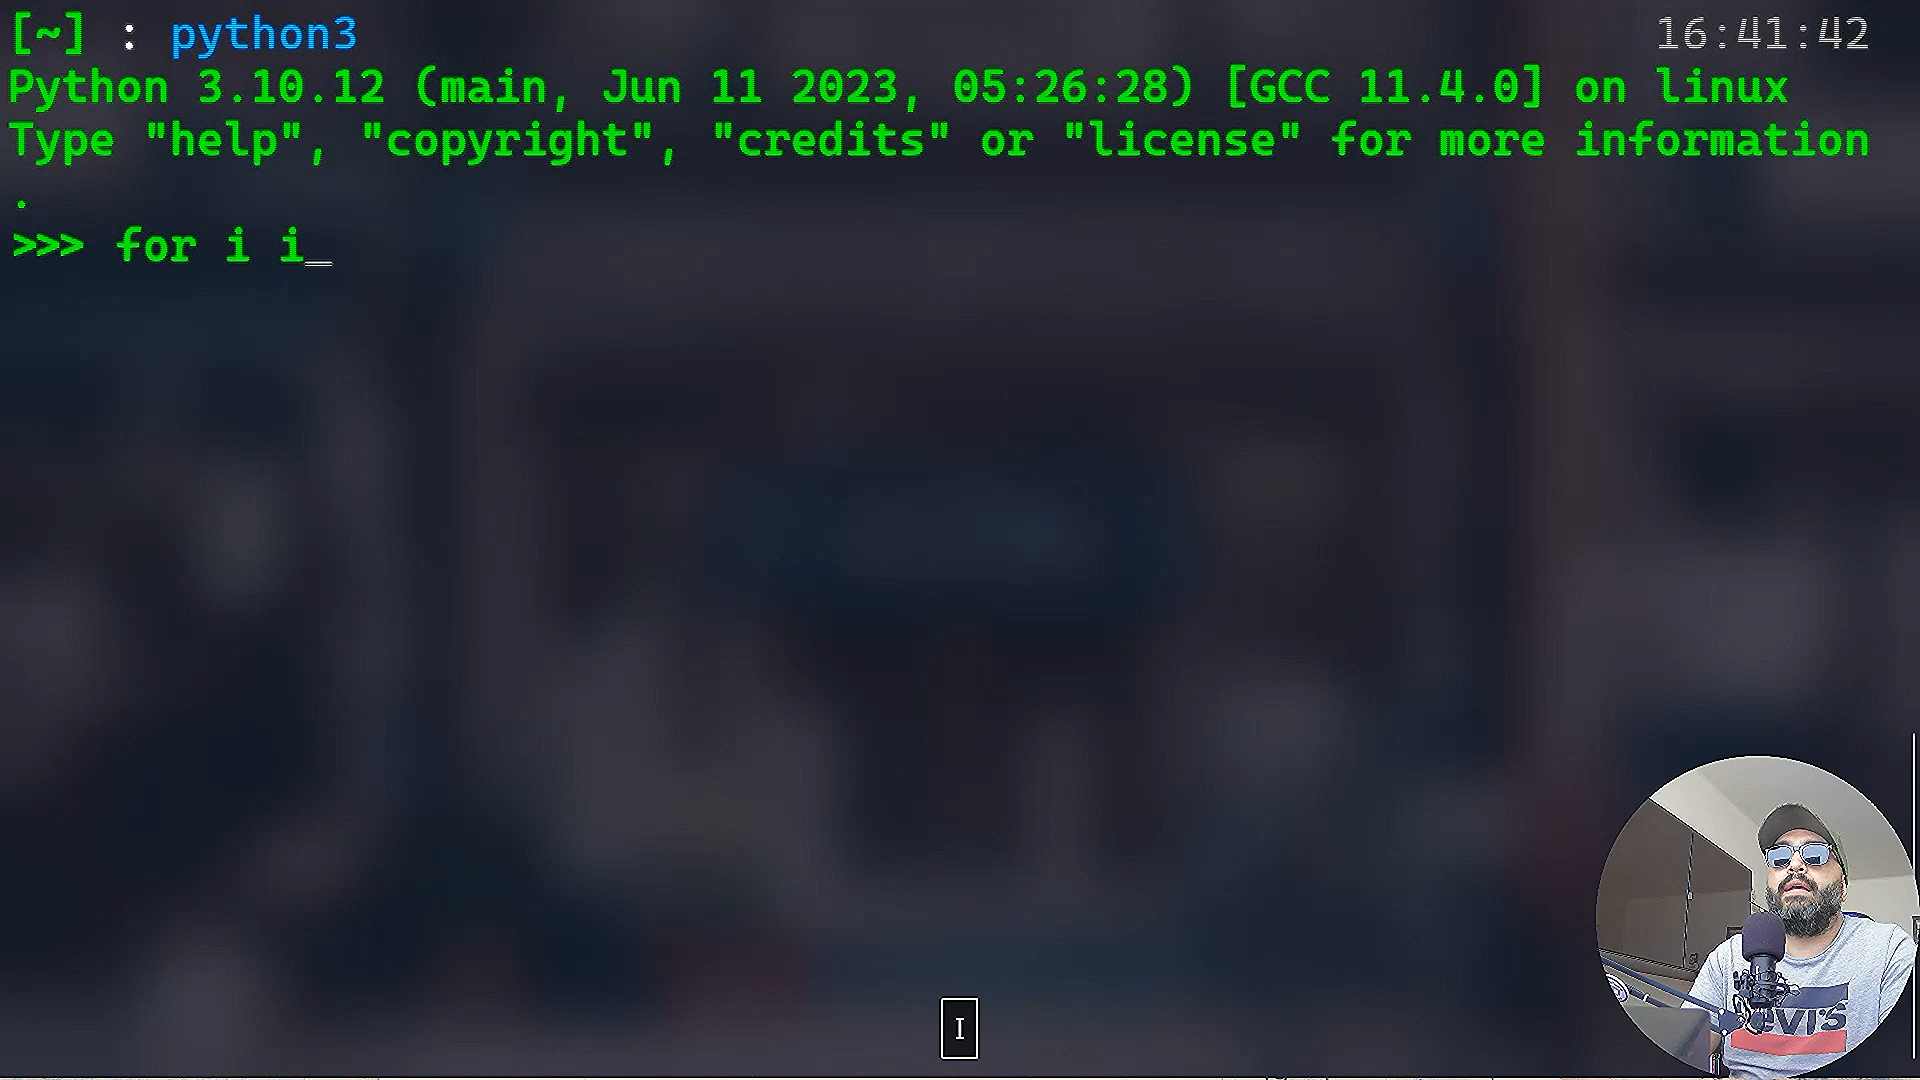 [~] : python3 16:41:42
Python 3.10.12 (main, Jun 11 2023, 05:26:28) [GCC 11.4.0] on linux
Type "help", "copyright", "credits" or "license" for more information
.
>>> for i i_
I